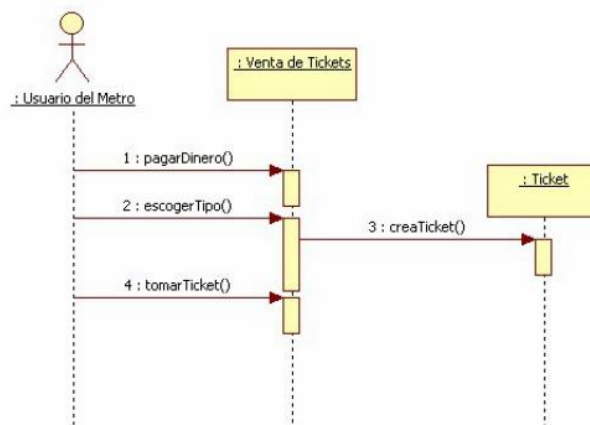 : Usuario del Metro
: Venta de Tickets
1 : pagarDinero()
: Ticket
2 : escogerTipo()
3 : creaTicket()
4 : tomarTicket()